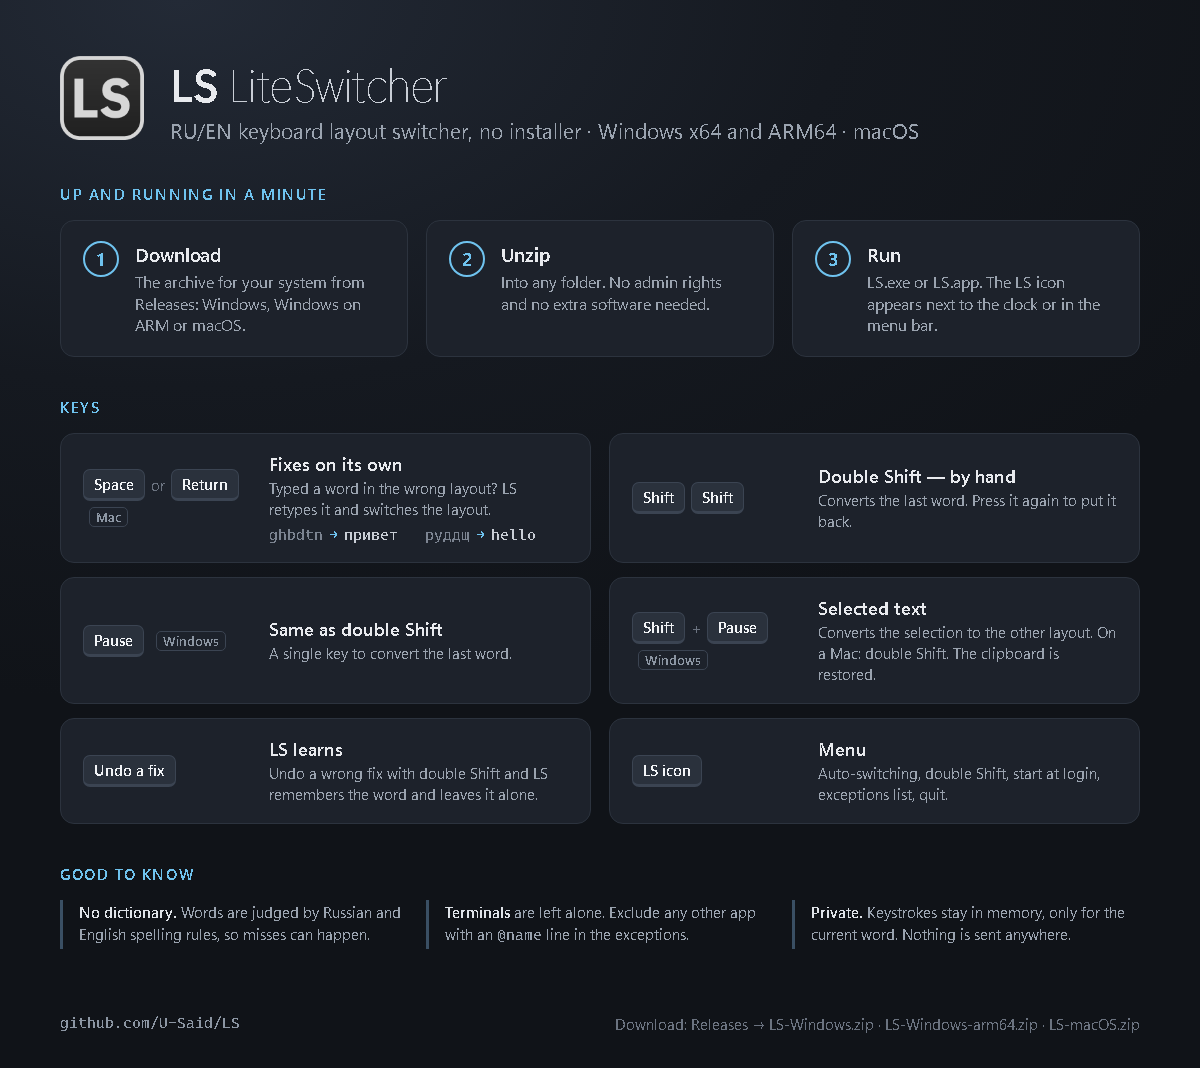 LS
LS LiteSwitcher
RU/EN keyboard layout switcher, no installer · Windows x64 and ARM64 · macOS
UP AND RUNNING IN A MINUTE
1
Download
The archive for your system from
Releases: Windows, Windows on
ARM or macOS.
2
Unzip
Into any folder. No admin rights
and no extra software needed.
3
Run
LS.exe or LS.app. The LS icon
appears next to the clock or in the
menu bar.
KEYS
Space or Return
Mac
Fixes on its own
Typed a word in the wrong layout? LS
retypes it and switches the layout.
ghbdtn → привет руддщ → hello
Shift Shift
Double Shift — by hand
Converts the last word. Press it again to put it
back.
Pause Windows
Same as double Shift
A single key to convert the last word.
Shift + Pause
Windows
Selected text
Converts the selection to the other layout. On
a Mac: double Shift. The clipboard is
restored.
Undo a fix
LS learns
Undo a wrong fix with double Shift and LS
remembers the word and leaves it alone.
LS icon
Menu
Auto-switching, double Shift, start at login,
exceptions list, quit.
GOOD TO KNOW
No dictionary. Words are judged by Russian and
English spelling rules, so misses can happen.
Terminals are left alone. Exclude any other app
with an @name line in the exceptions.
Private. Keystrokes stay in memory, only for the
current word. Nothing is sent anywhere.
github.com/U-Said/LS
Download: Releases → LS-Windows.zip · LS-Windows-arm64.zip · LS-macOS.zip